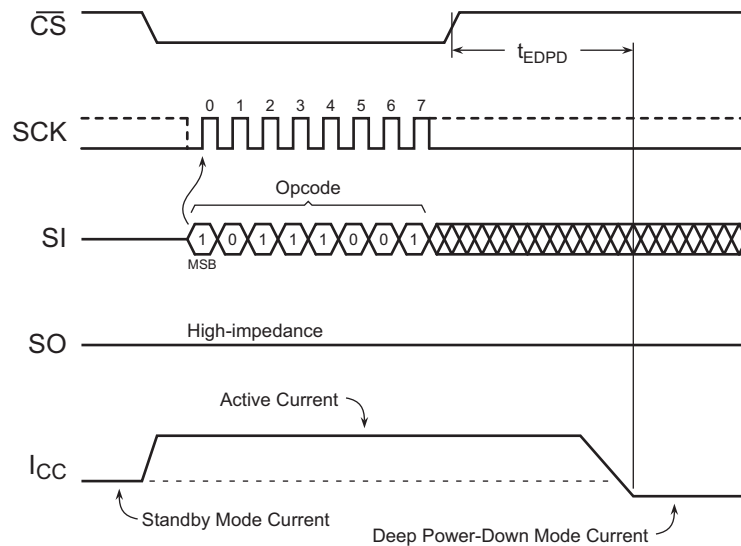 CS
tEDPD
0 1 2 3 4 5 6 7
SCK
Opcode
SI
1 0 1 1 1 0 0 1
MSB
High-impedance
SO
Active Current
ICC
Standby Mode Current
Deep Power-Down Mode Current